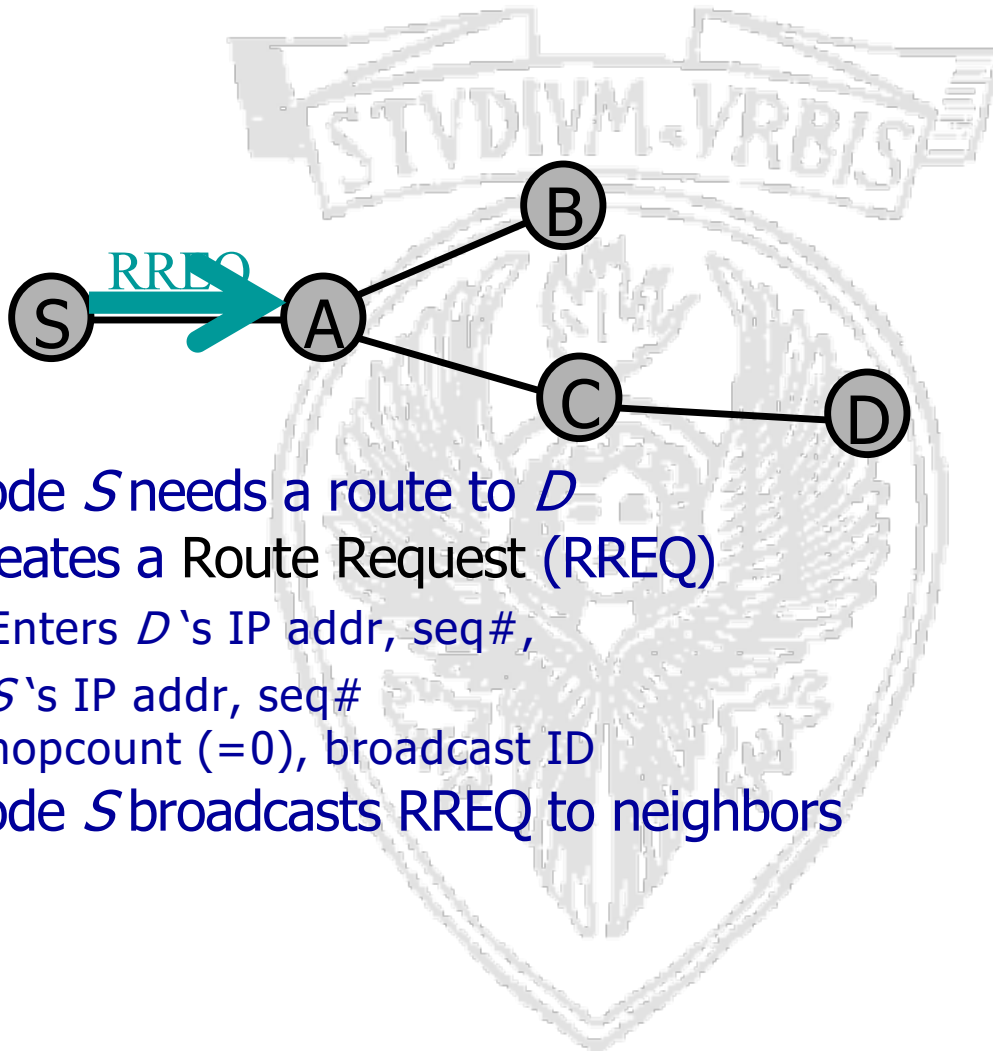 STVDIVM·VRBIS
B
RREQ
S
A
C
D
ode S needs a route to D
eates a Route Request (RREQ)
Enters D ‛s IP addr, seq#,
S ‛s IP addr, seq#
hopcount (=0), broadcast ID
ode S broadcasts RREQ to neighbors